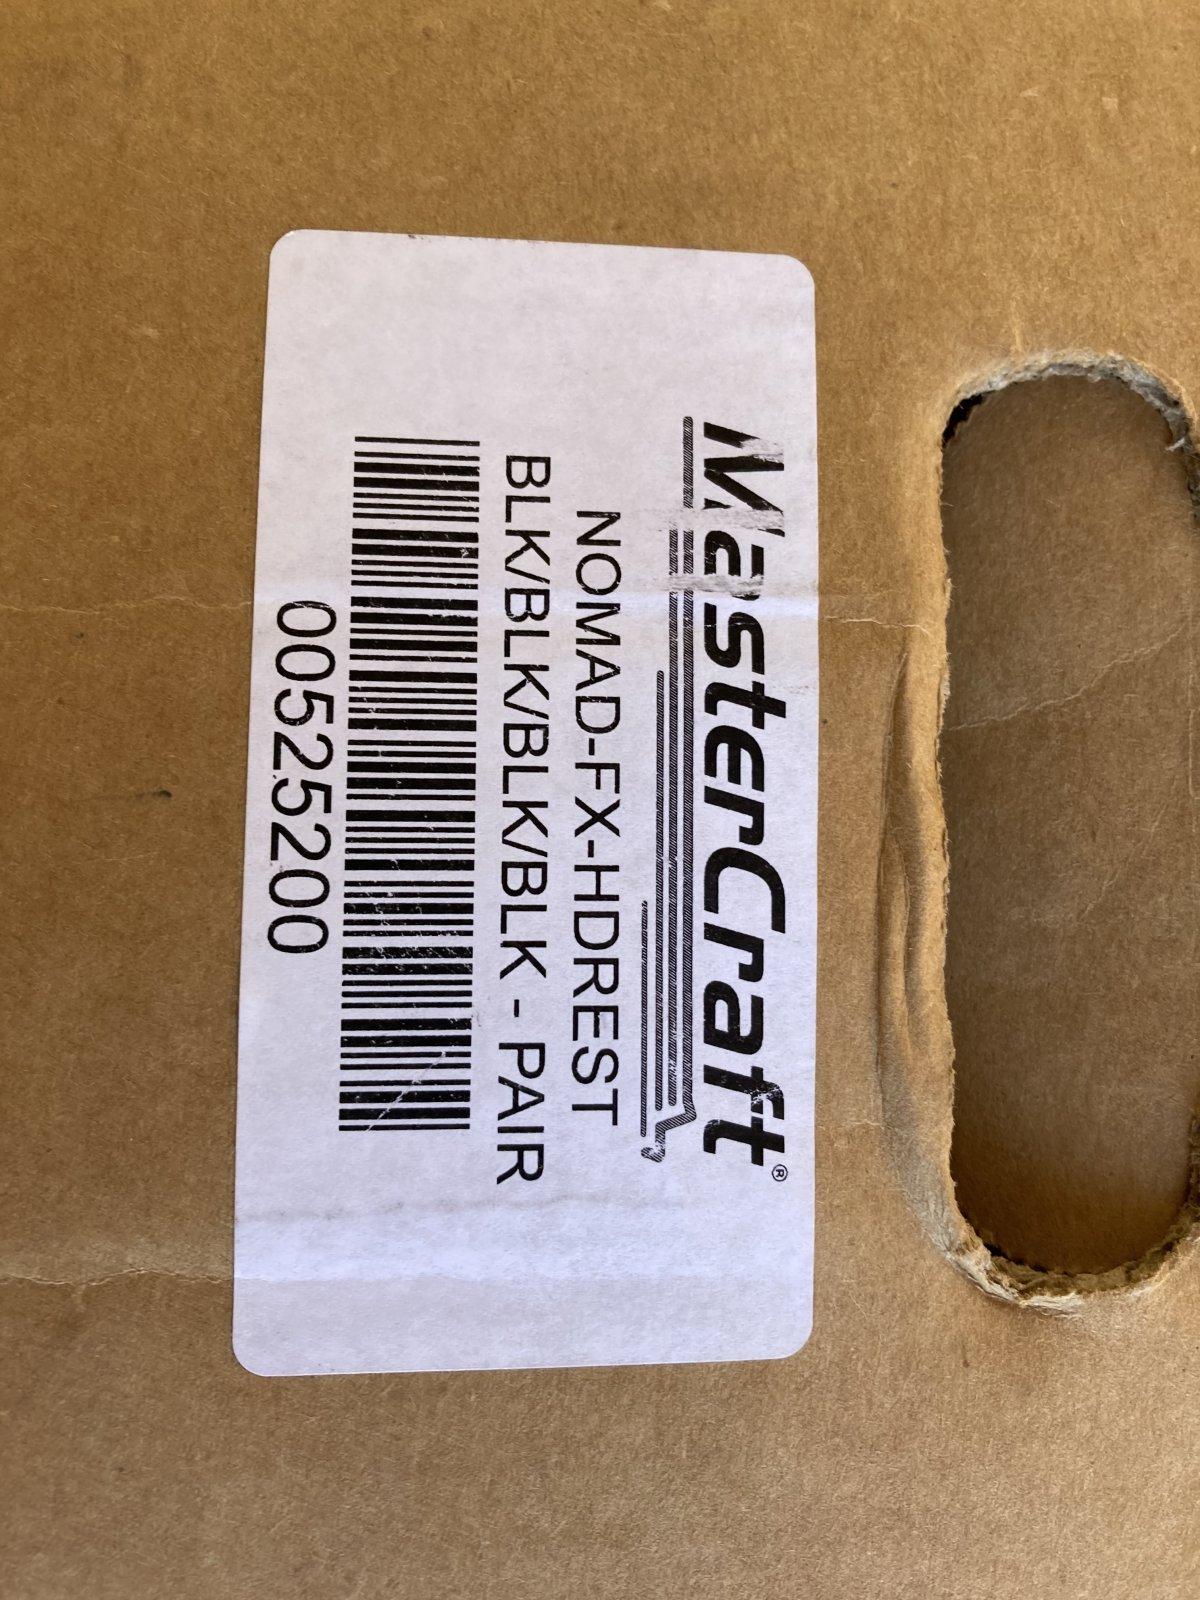 MasterCraft®
NOMAD-FX-HDREST
BLK/BLK/BLK/BLK - PAIR
00525200